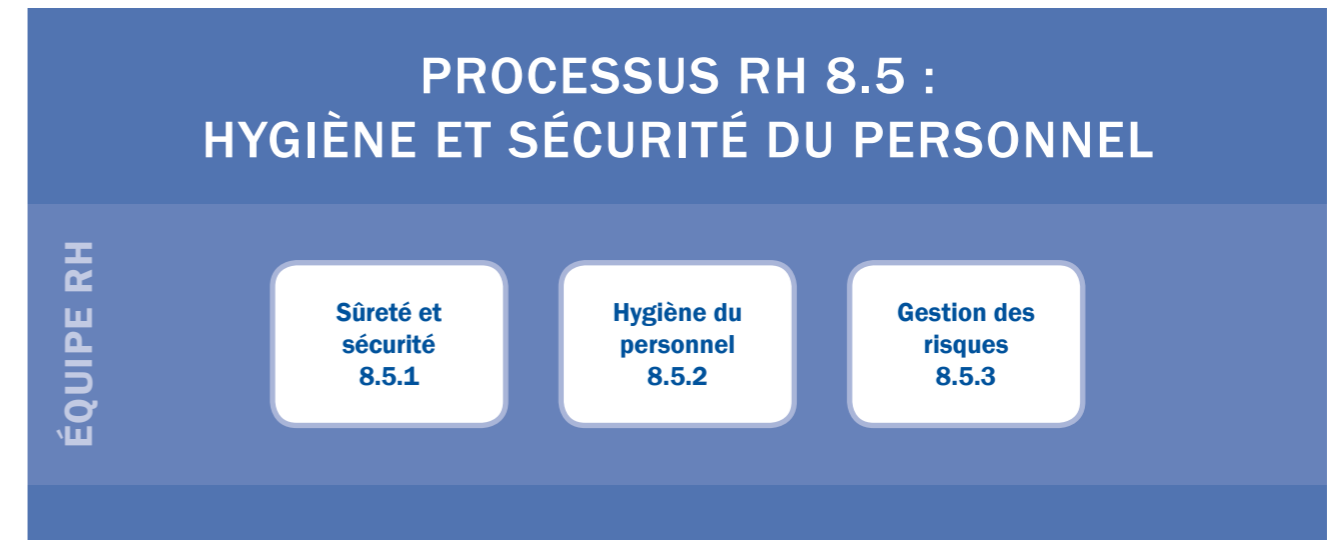 PROCESSUS RH 8.5 :
HYGIÈNE ET SÉCURITÉ DU PERSONNEL
ÉQUIPE RH
Sûreté et
sécurité
8.5.1
Hygiène du
personnel
8.5.2
Gestion des
risques
8.5.3